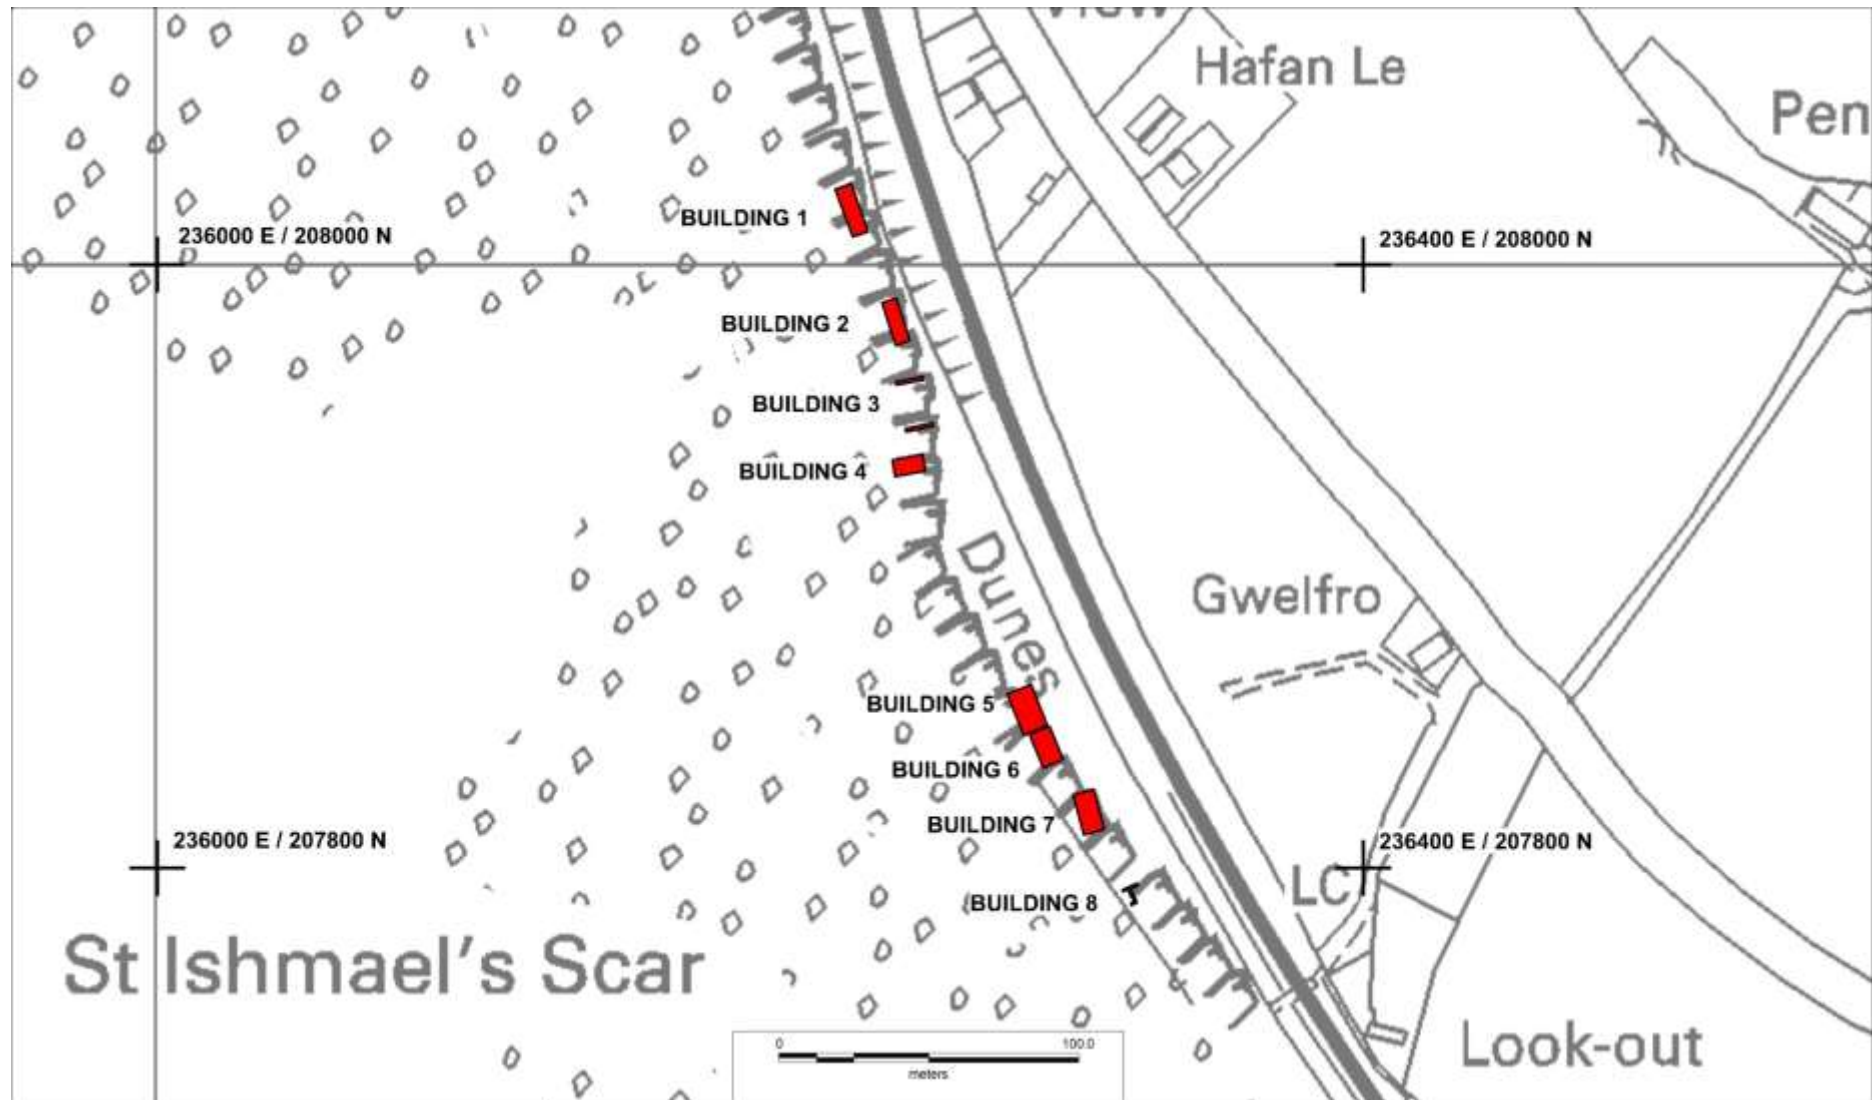 View
Hafan Le
Pen
BUILDING 1
236000 E / 208000 N
236400 E / 208000 N
BUILDING 2
BUILDING 3
BUILDING 4
Dunes
Gwelfro
BUILDING 5
BUILDING 6
BUILDING 7
236000 E / 207800 N
236400 E / 207800 N
LC
BUILDING 8
St Ishmael's Scar
Look-out
0 100.0
meters